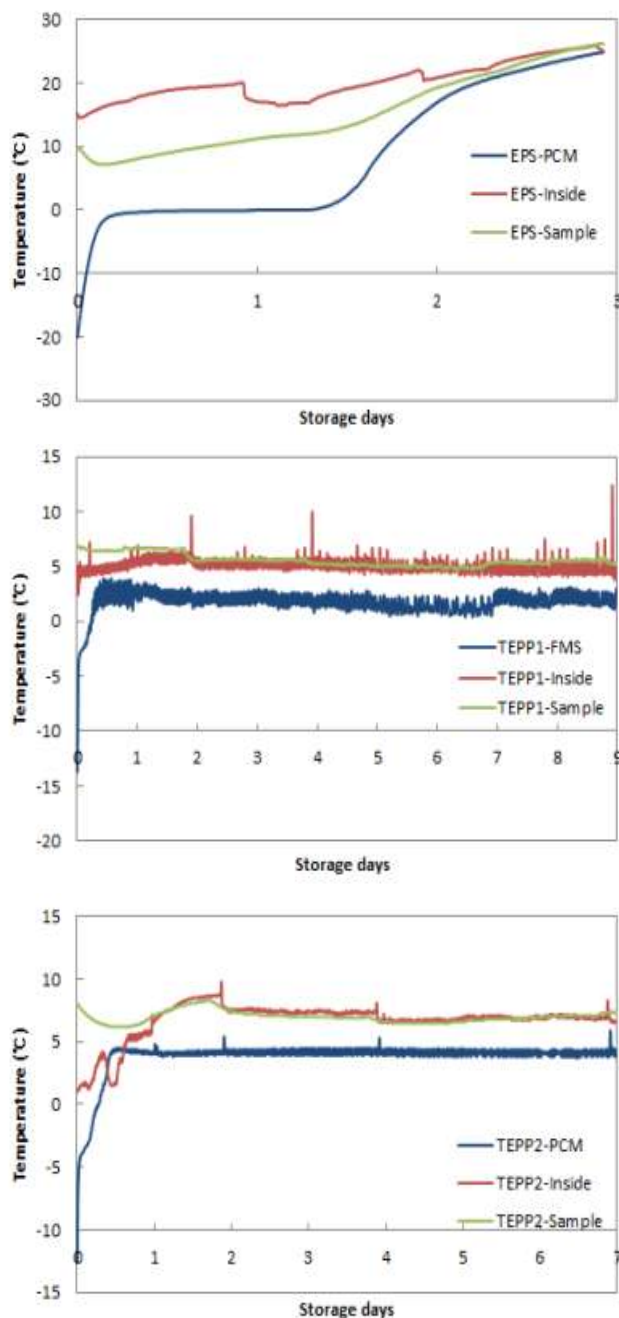 30
20
10
0
-10
-20
-30
Temperature (℃)
0 1 2 3
EPS-PCM
EPS-Inside
EPS-Sample
Storage days
15
10
5
0
-5
-10
-15
-20
Temperature (℃)
0 1 2 3 4 5 6 7 8 9
TEPP1-FMS
TEPP1-Inside
TEPP1-Sample
Storage days
15
10
5
0
-5
-10
-15
Temperature (℃)
0 1 2 3 4 5 6 7
TEPP2-PCM
TEPP2-Inside
TEPP2-Sample
Storage days